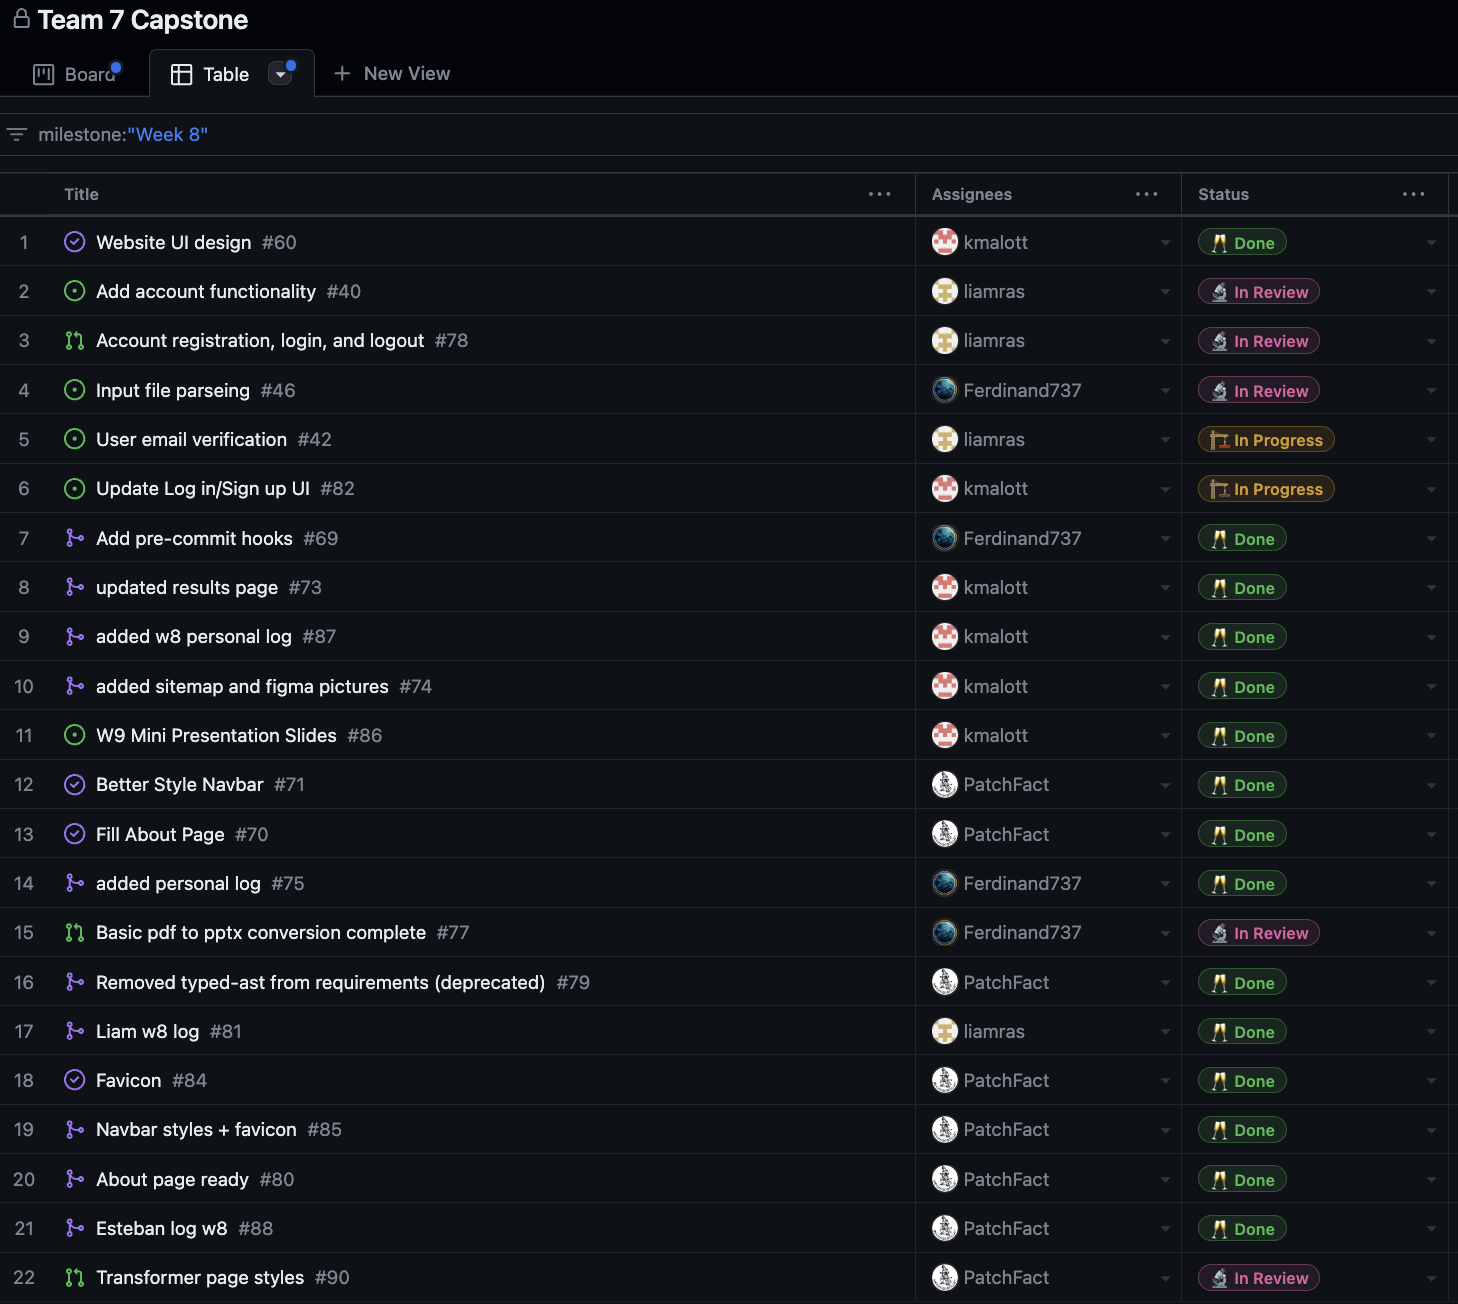 Team 7 Capstone
Board Table New View
milestone:"Week 8"
Title Assignees Status
1 Website UI design #60 kmalott Done
2 Add account functionality #40 liamras In Review
3 Account registration, login, and logout #78 liamras In Review
4 Input file parseing #46 Ferdinand737 In Review
5 User email verification #42 liamras In Progress
6 Update Log in/Sign up UI #82 kmalott In Progress
7 Add pre-commit hooks #69 Ferdinand737 Done
8 updated results page #73 kmalott Done
9 added w8 personal log #87 kmalott Done
10 added sitemap and figma pictures #74 kmalott Done
11 W9 Mini Presentation Slides #86 kmalott Done
12 Better Style Navbar #71 PatchFact Done
13 Fill About Page #70 PatchFact Done
14 added personal log #75 Ferdinand737 Done
15 Basic pdf to pptx conversion complete #77 Ferdinand737 In Review
16 Removed typed-ast from requirements (deprecated) #79 PatchFact Done
17 Liam w8 log #81 liamras Done
18 Favicon #84 PatchFact Done
19 Navbar styles + favicon #85 PatchFact Done
20 About page ready #80 PatchFact Done
21 Esteban log w8 #88 PatchFact Done
22 Transformer page styles #90 PatchFact In Review